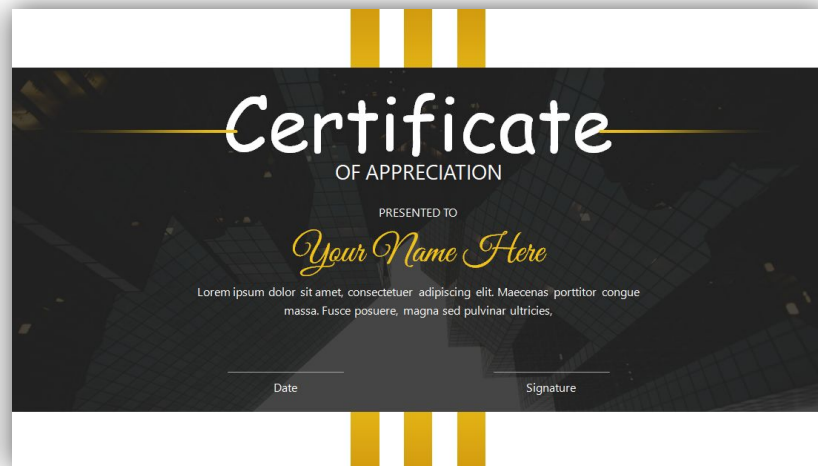 Certificate
OF APPRECIATION
PRESENTED TO
Your Name Here
Lorem ipsum dolor sit amet, consectetuer adipiscing elit. Maecenas porttitor congue
massa. Fusce posuere, magna sed pulvinar ultricies,
Date Signature